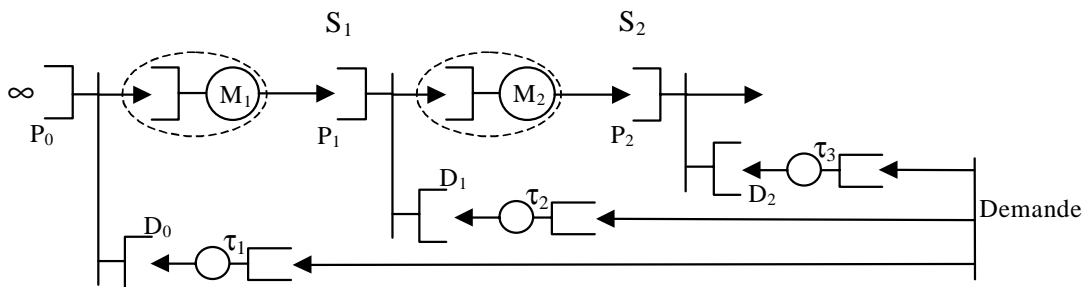 S₁
S₂
∞
M₁
M₂
P₀
P₁
P₂
τ₃
D₁
D₂
τ₂
Demande
D₀
τ₁